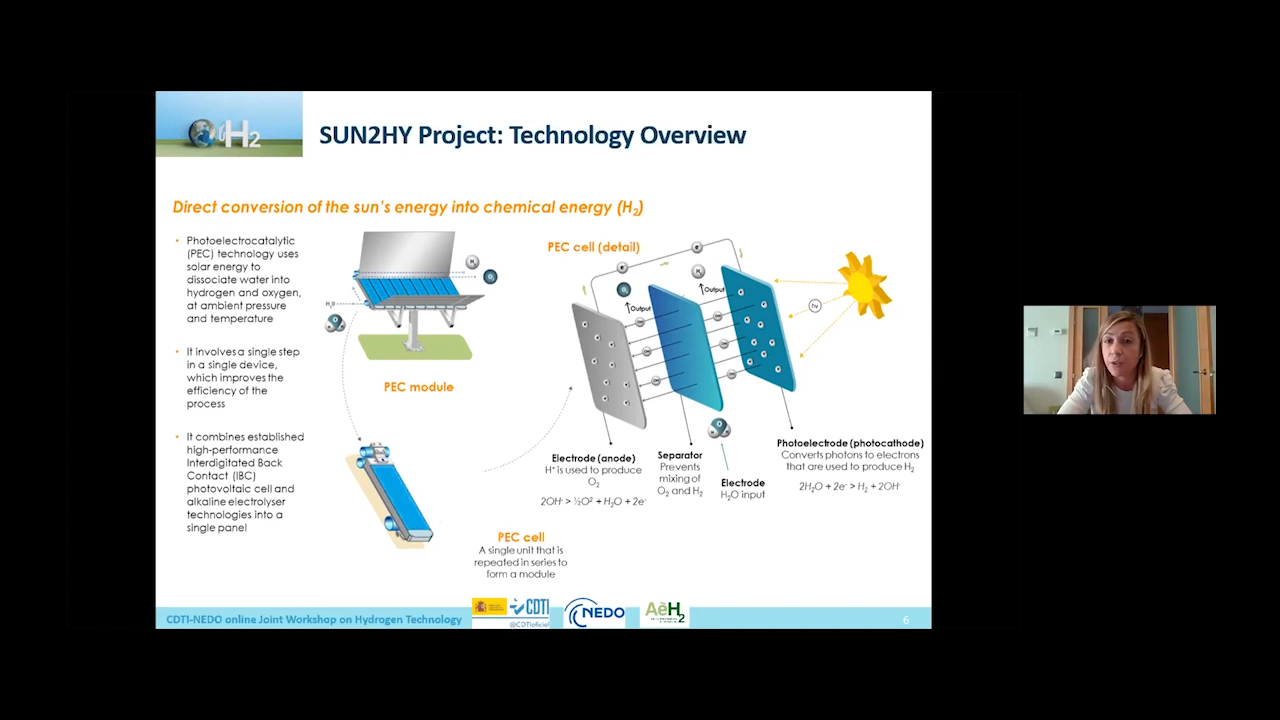 H2
SUN2HY Project: Technology Overview
Direct conversion of the sun's energy into chemical energy (H2)
• Photoelectrocatalytic
(PEC) technology uses
solar energy to
dissociate water into
hydrogen and oxygen,
at ambient pressure
and temperature
• It involves a single step
in a single device,
which improves the
efficiency of the
process
• It combines established
high-performance
Interdigitated Back
Contact (IBC)
photovoltaic cell and
alkaline electrolyser
technologies into a
single panel
H2
O2
H2O
PEC module
PEC cell
A single unit that is
repeated in series to
form a module
PEC cell (detail)
O2
Output
H2
Output
hv
Electrode (anode)
H+ is used to produce
O2
2OH- > ½O2 + H2O + 2e-
Separator
Prevents
mixing of
O2 and H2
Electrode
H2O input
Photoelectrode (photocathode)
Converts photons to electrons
that are used to produce H2
2H2O + 2e- > H2 + 2OH-
CDTI-NEDO online Joint Workshop on Hydrogen Technology
CDTI
@CDTIoficial
NEDO
AeH2
6